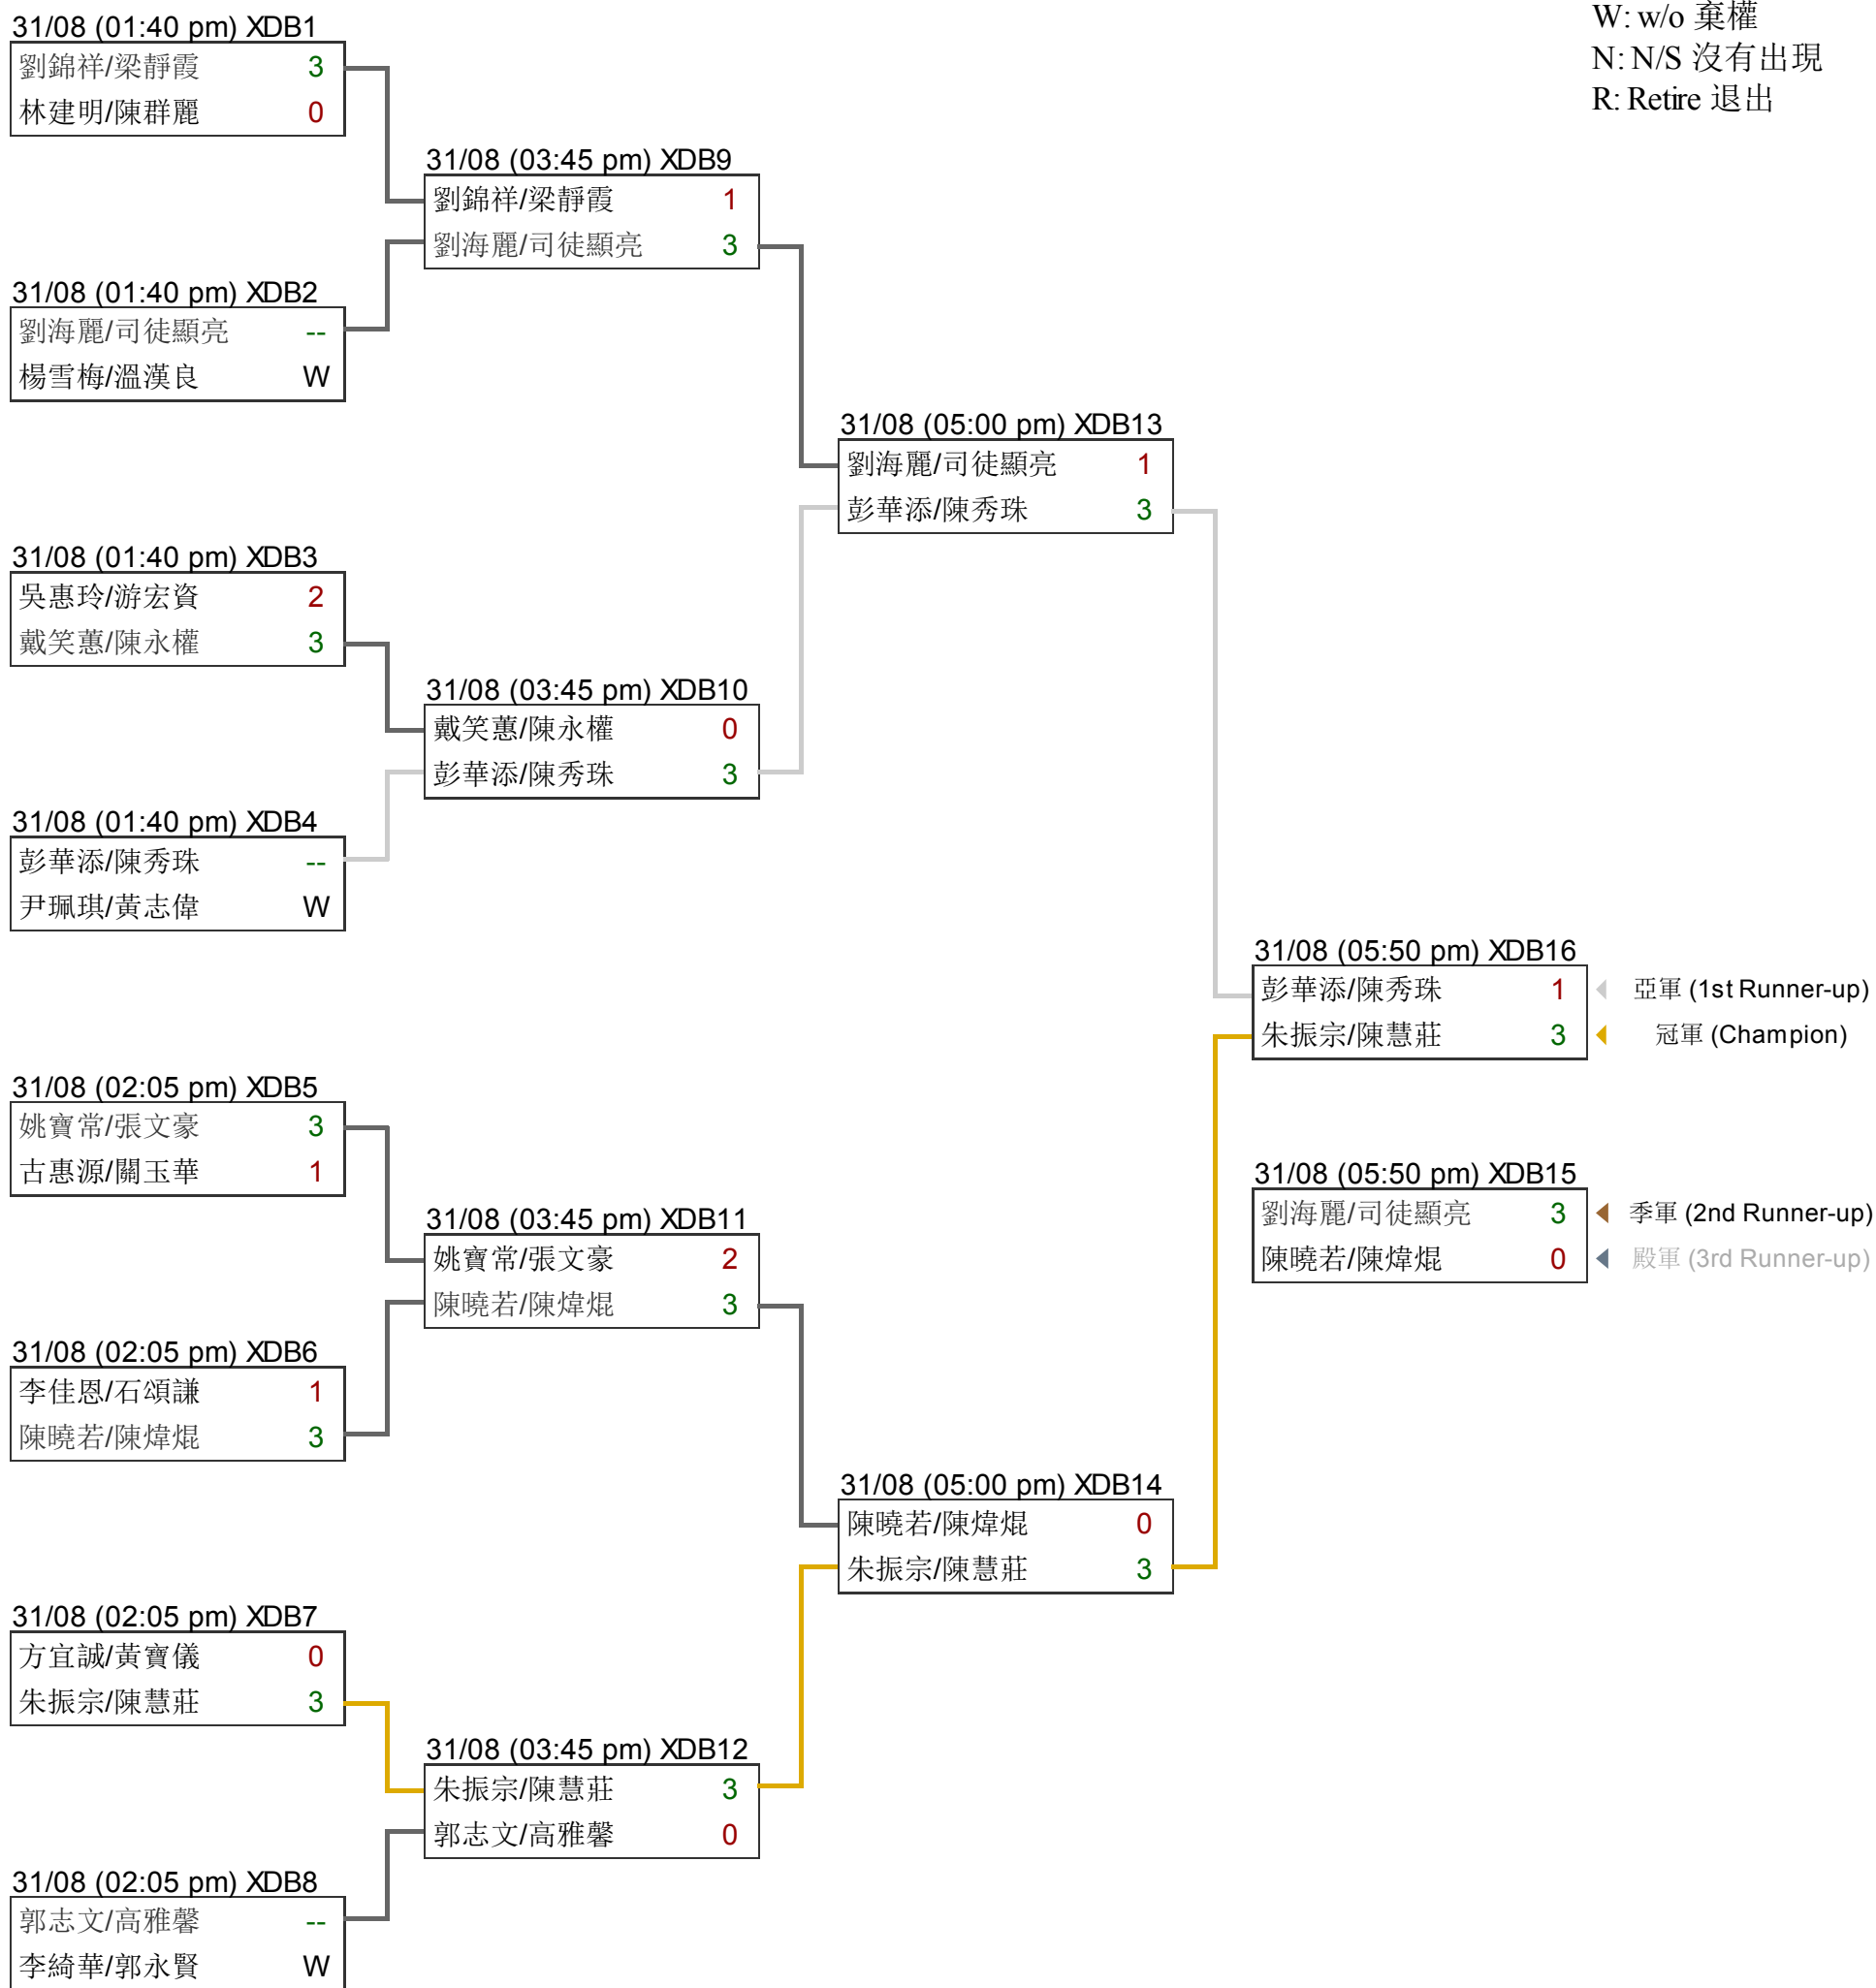 W: w/o 棄權
N: N/S 沒有出現
R: Retire 退出
31/08 (01:40 pm) XDB1
劉錦祥/梁靜霞 3
林建明/陳群麗 0
31/08 (03:45 pm) XDB9
劉錦祥/梁靜霞 1
劉海麗/司徒顯亮 3
31/08 (01:40 pm) XDB2
劉海麗/司徒顯亮 --
楊雪梅/溫漢良 W
31/08 (05:00 pm) XDB13
劉海麗/司徒顯亮 1
彭華添/陳秀珠 3
31/08 (01:40 pm) XDB3
吳惠玲/游宏資 2
戴笑蕙/陳永權 3
31/08 (03:45 pm) XDB10
戴笑蕙/陳永權 0
彭華添/陳秀珠 3
31/08 (01:40 pm) XDB4
彭華添/陳秀珠 --
尹珮琪/黃志偉 W
31/08 (05:50 pm) XDB16
彭華添/陳秀珠 1 亞軍 (1st Runner-up)
朱振宗/陳慧莊 3 冠軍 (Champion)
31/08 (02:05 pm) XDB5
姚寶常/張文豪 3
古惠源/關玉華 1
31/08 (05:50 pm) XDB15
劉海麗/司徒顯亮 3 季軍 (2nd Runner-up)
陳曉若/陳煒焜 0 殿軍 (3rd Runner-up)
31/08 (03:45 pm) XDB11
姚寶常/張文豪 2
陳曉若/陳煒焜 3
31/08 (02:05 pm) XDB6
李佳恩/石頌謙 1
陳曉若/陳煒焜 3
31/08 (05:00 pm) XDB14
陳曉若/陳煒焜 0
朱振宗/陳慧莊 3
31/08 (02:05 pm) XDB7
方宜誠/黃寶儀 0
朱振宗/陳慧莊 3
31/08 (03:45 pm) XDB12
朱振宗/陳慧莊 3
郭志文/高雅馨 0
31/08 (02:05 pm) XDB8
郭志文/高雅馨 --
李綺華/郭永賢 W